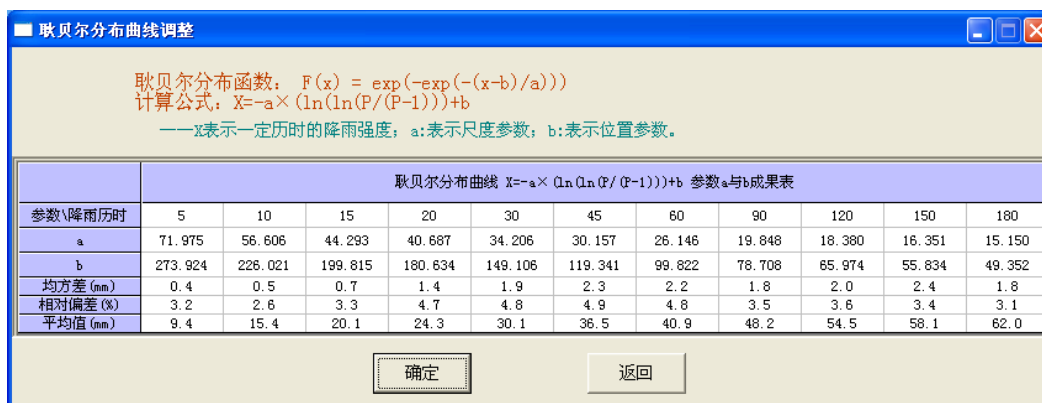 耿贝尔分布曲线调整
耿贝尔分布函数： F(x) = exp(-exp(-(x-b)/a)))
计算公式：X=-a×(ln(ln(P/(P-1)))+b
——X表示一定历时的降雨强度；a:表示尺度参数；b:表示位置参数。
耿贝尔分布曲线 X=-a×(ln(ln(P/(P-1)))+b 参数a与b成果表
参数\降雨历时 5 10 15 20 30 45 60 90 120 150 180
a 71.975 56.606 44.293 40.687 34.206 30.157 26.146 19.848 18.380 16.351 15.150
b 273.924 226.021 199.815 180.634 149.106 119.341 99.822 78.708 65.974 55.834 49.352
均方差(mm) 0.4 0.5 0.7 1.4 1.9 2.3 2.2 1.8 2.0 2.4 1.8
相对偏差(%) 3.2 2.6 3.3 4.7 4.8 4.9 4.8 3.5 3.6 3.4 3.1
平均值(mm) 9.4 15.4 20.1 24.3 30.1 36.5 40.9 48.2 54.5 58.1 62.0
确定 返回